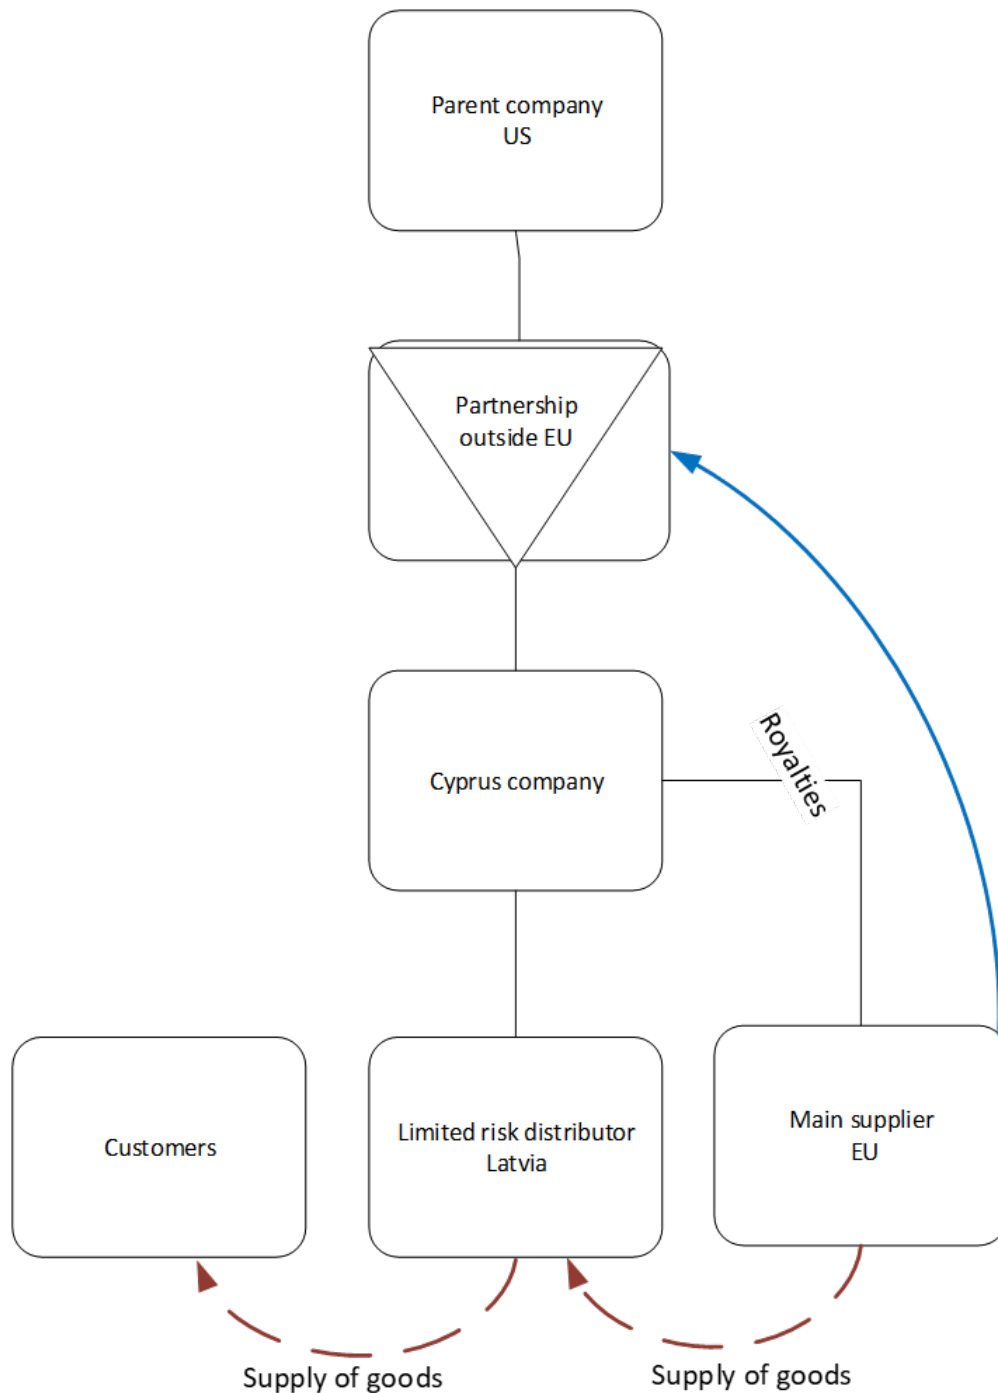 Parent company
US
Partnership
outside EU
Cyprus company
Royalties
Customers
Limited risk distributor
Latvia
Main supplier
EU
Supply of goods
Supply of goods